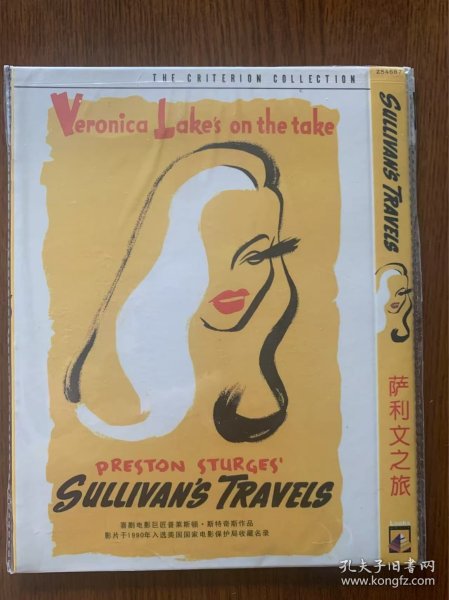 THE CRITERION COLLECTION
Veronica Lake's on the take
PRESTON STURGES'
SULLIVAN'S TRAVELS
喜剧电影巨匠普莱斯顿·斯特奇斯作品
影片于1990年入选美国国家电影保护局收藏名录
SULLIVAN'S TRAVELS
萨利文之旅
孔夫子旧书网
www.kongfz.com